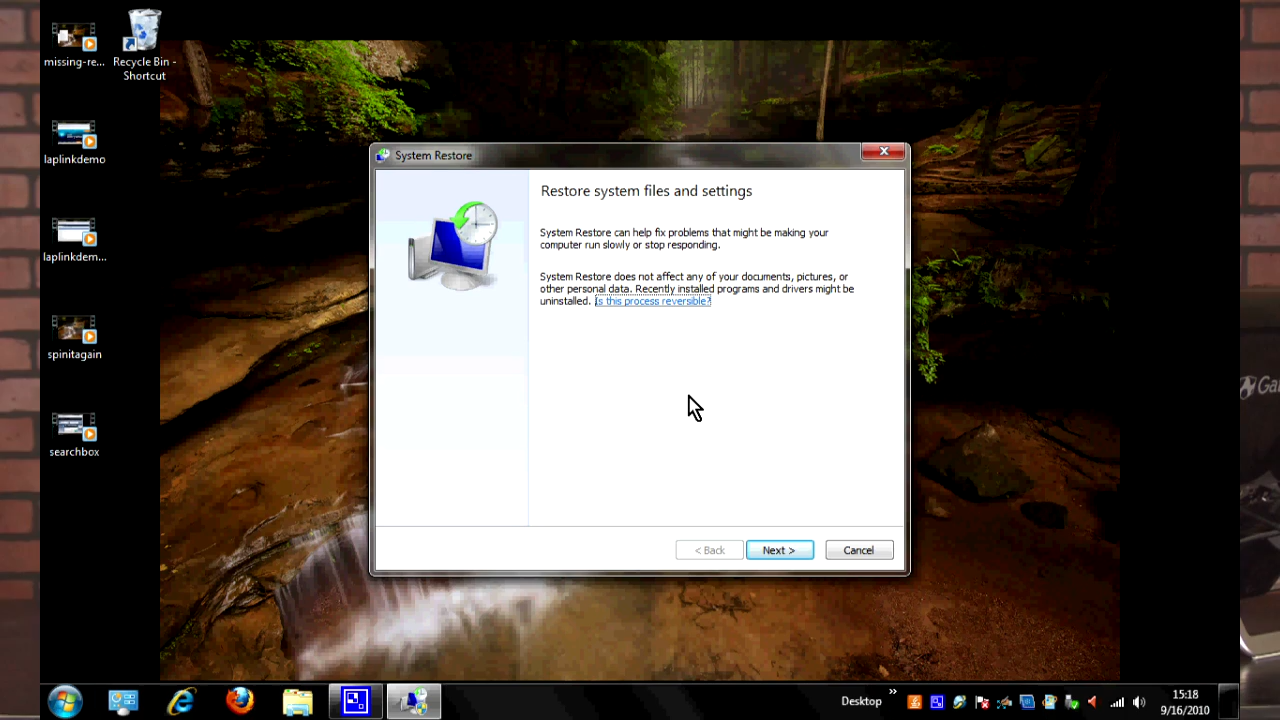 missing-re...
Recycle Bin -
Shortcut
laplinkdemo
laplinkdem...
spinitagain
searchbox
System Restore
Restore system files and settings
System Restore can help fix problems that might be making your
computer run slowly or stop responding.
System Restore does not affect any of your documents, pictures, or
other personal data. Recently installed programs and drivers might be
uninstalled. Is this process reversible?
< Back
Next >
Cancel
Desktop
»
15:18
9/16/2010